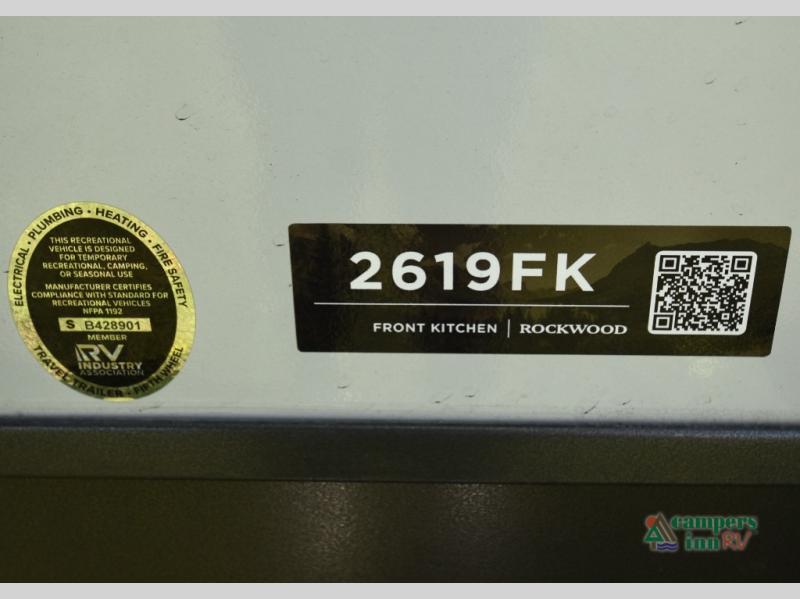 ELECTRICAL • PLUMBING • HEATING • FIRE SAFETY
THIS RECREATIONAL
VEHICLE IS DESIGNED
FOR TEMPORARY
RECREATIONAL, CAMPING,
OR SEASONAL USE
MANUFACTURER CERTIFIES
COMPLIANCE WITH STANDARD FOR
RECREATIONAL VEHICLES
NFPA 1192
S B428901
MEMBER
RV
INDUSTRY
ASSOCIATION
TRAVEL TRAILER • FIFTH WHEEL
2619FK
FRONT KITCHEN | ROCKWOOD
campers
inn RV